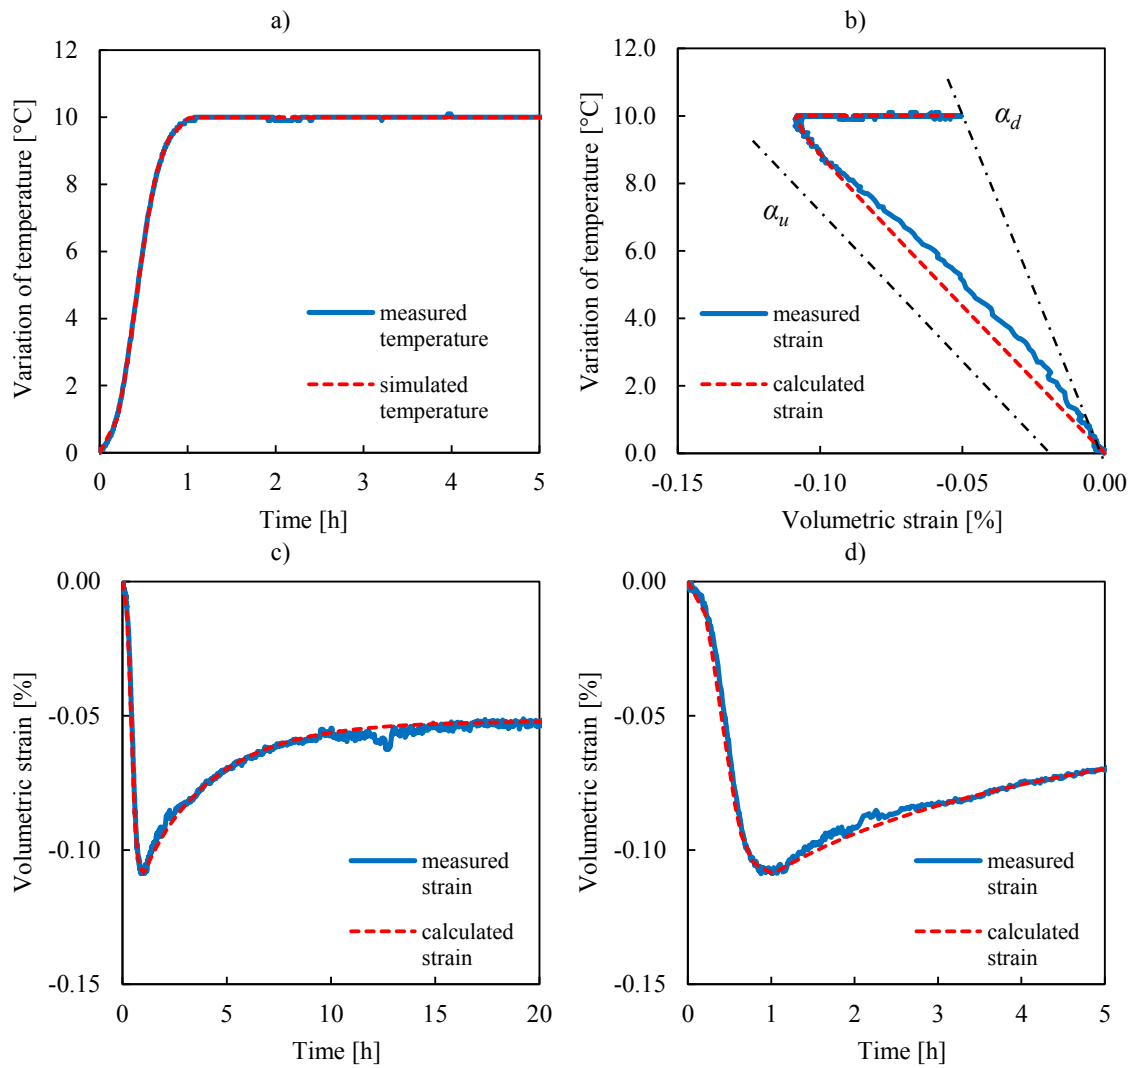 a)
12
10
8
6
4
2
0
0 1 2 3 4 5
Variation of temperature [°C]
Time [h]
measured
temperature
simulated
temperature
b)
12.0
10.0
8.0
6.0
4.0
2.0
0.0
-0.15 -0.10 -0.05 0.00
Variation of temperature [°C]
Volumetric strain [%]
α_d
α_u
measured
strain
calculated
strain
c)
0.00
-0.05
-0.10
-0.15
0 5 10 15 20
Volumetric strain [%]
Time [h]
measured
strain
calculated
strain
d)
0.00
-0.05
-0.10
-0.15
0 1 2 3 4 5
Volumetric strain [%]
Time [h]
measured
strain
calculated
strain